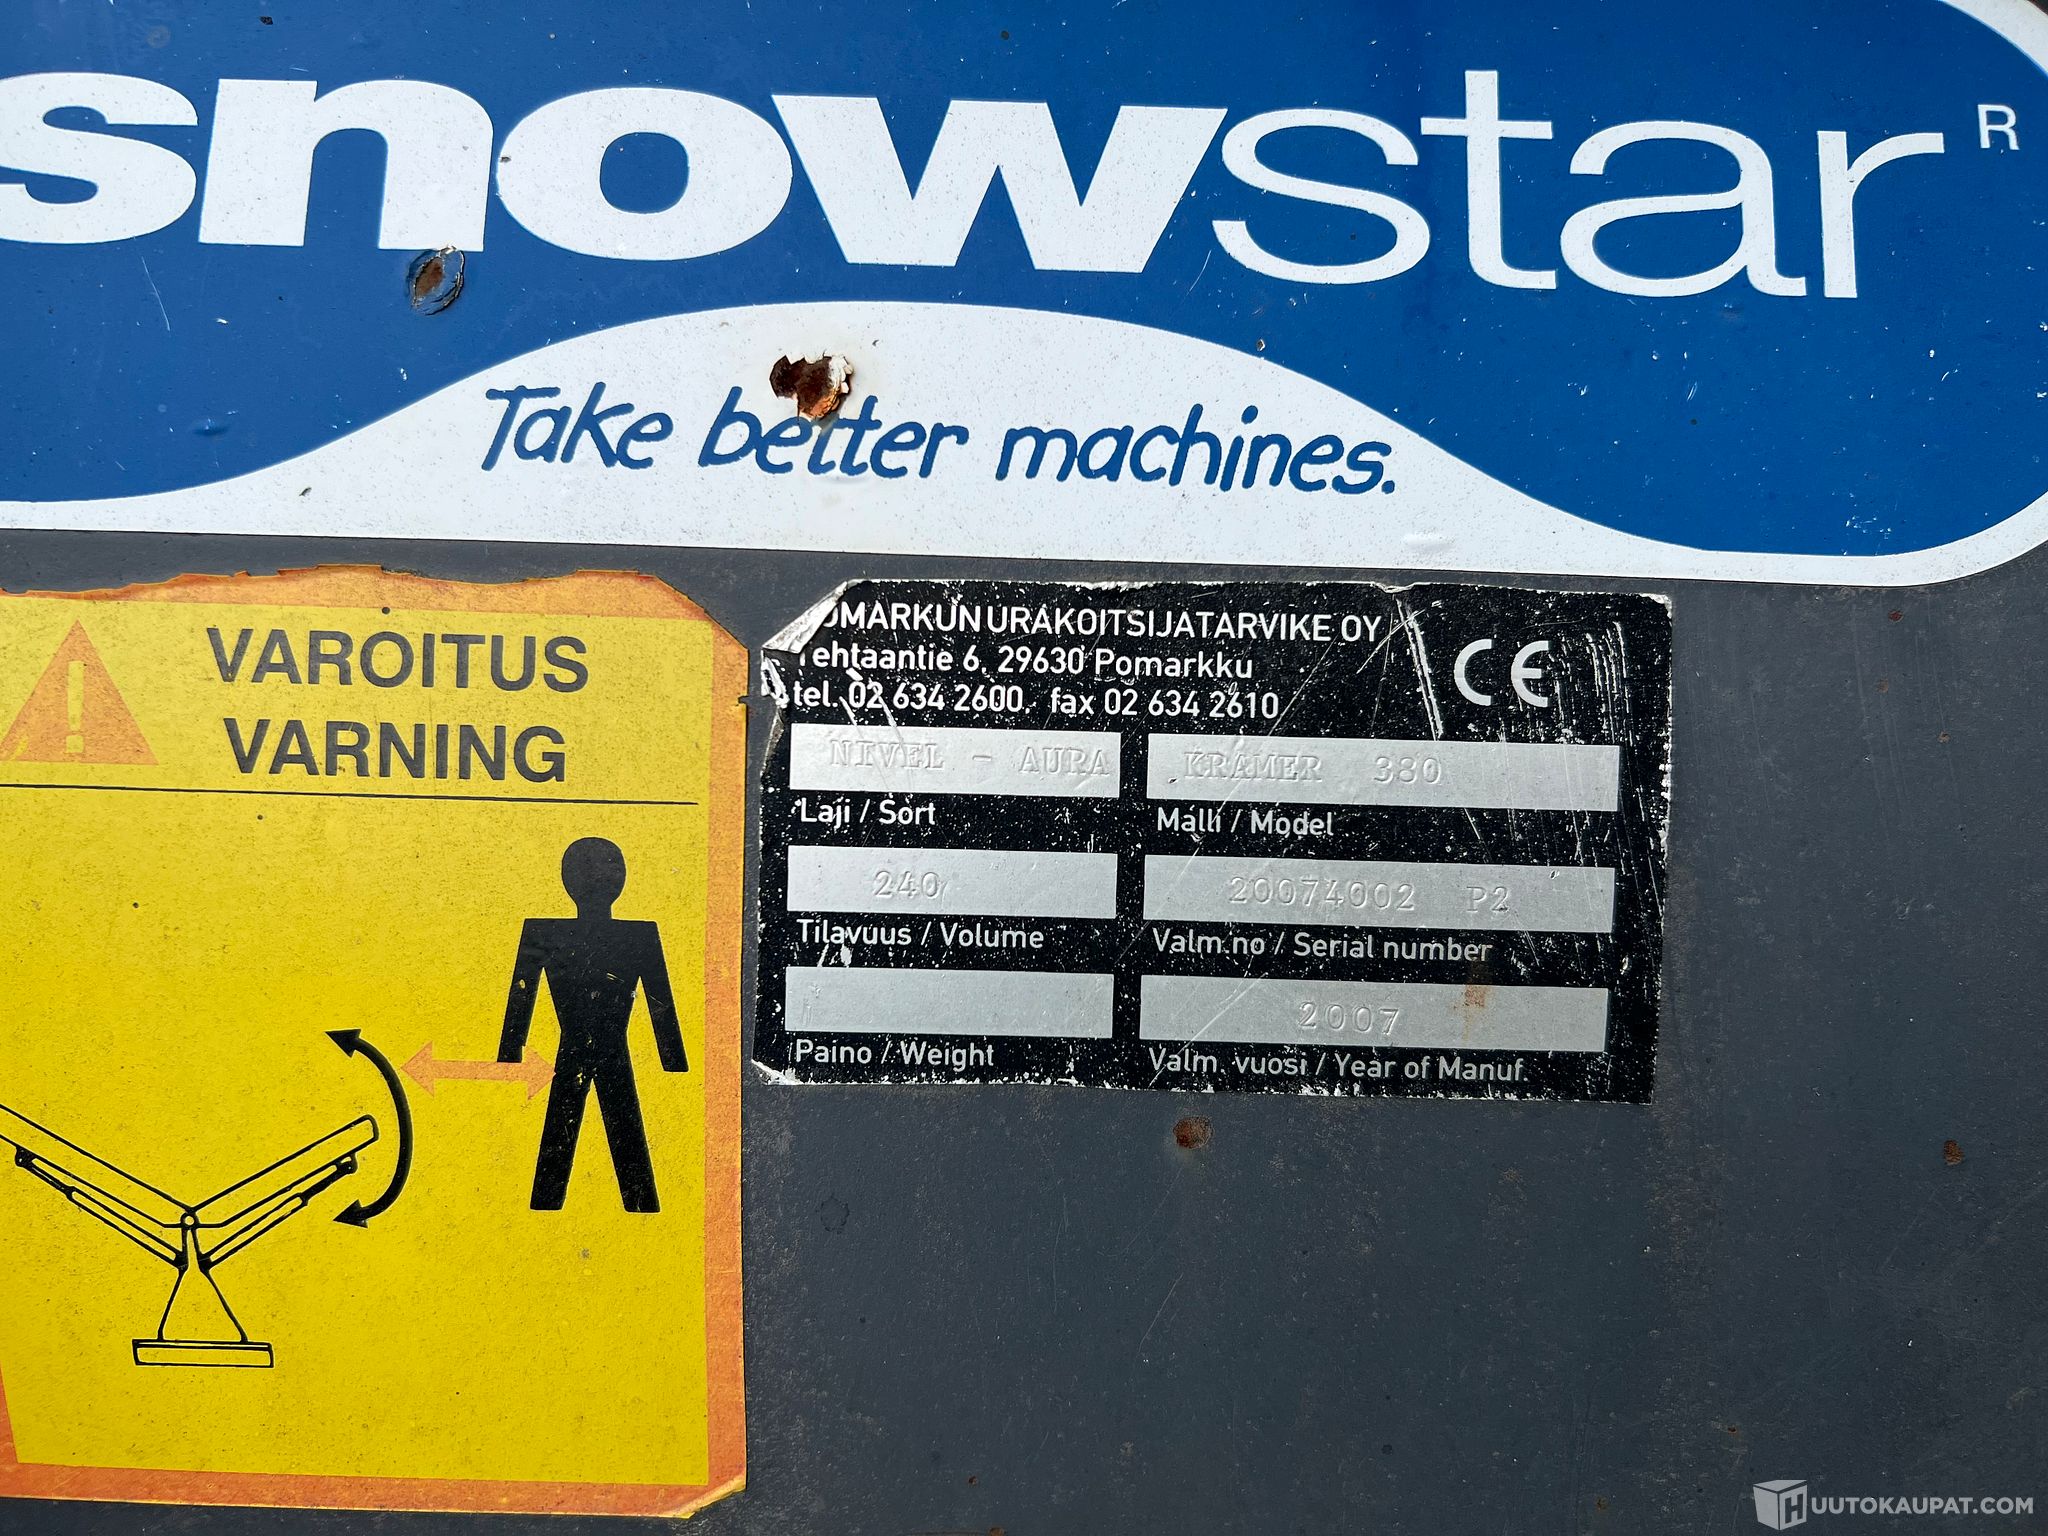 snowstar R
Take better machines.
VAROITUS
VARNING
OMARKUN URAKOITSIJATARVIKE OY
Tehtaantie 6, 29630 Pomarkku
tel. 02 634 2600, fax 02 634 2610
CE
NIVEL - AURA KRAMER 380
Laji / Sort Malli / Model
240 20074002 P2
Tilavuus / Volume Valm.no / Serial number
2007
Paino / Weight Valm. vuosi / Year of Manuf.
HUUTOKAUPAT.COM